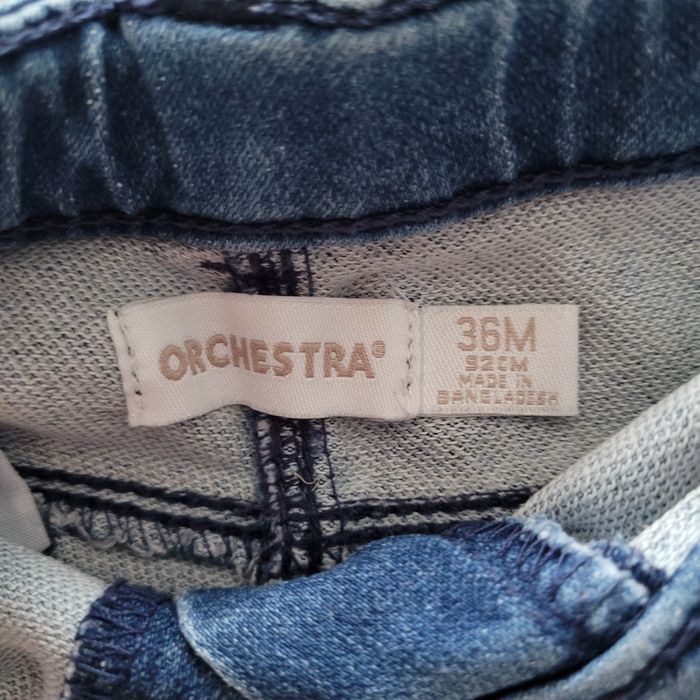 ORCHESTRA®
36M
92CM
MADE IN
BANGLADESH